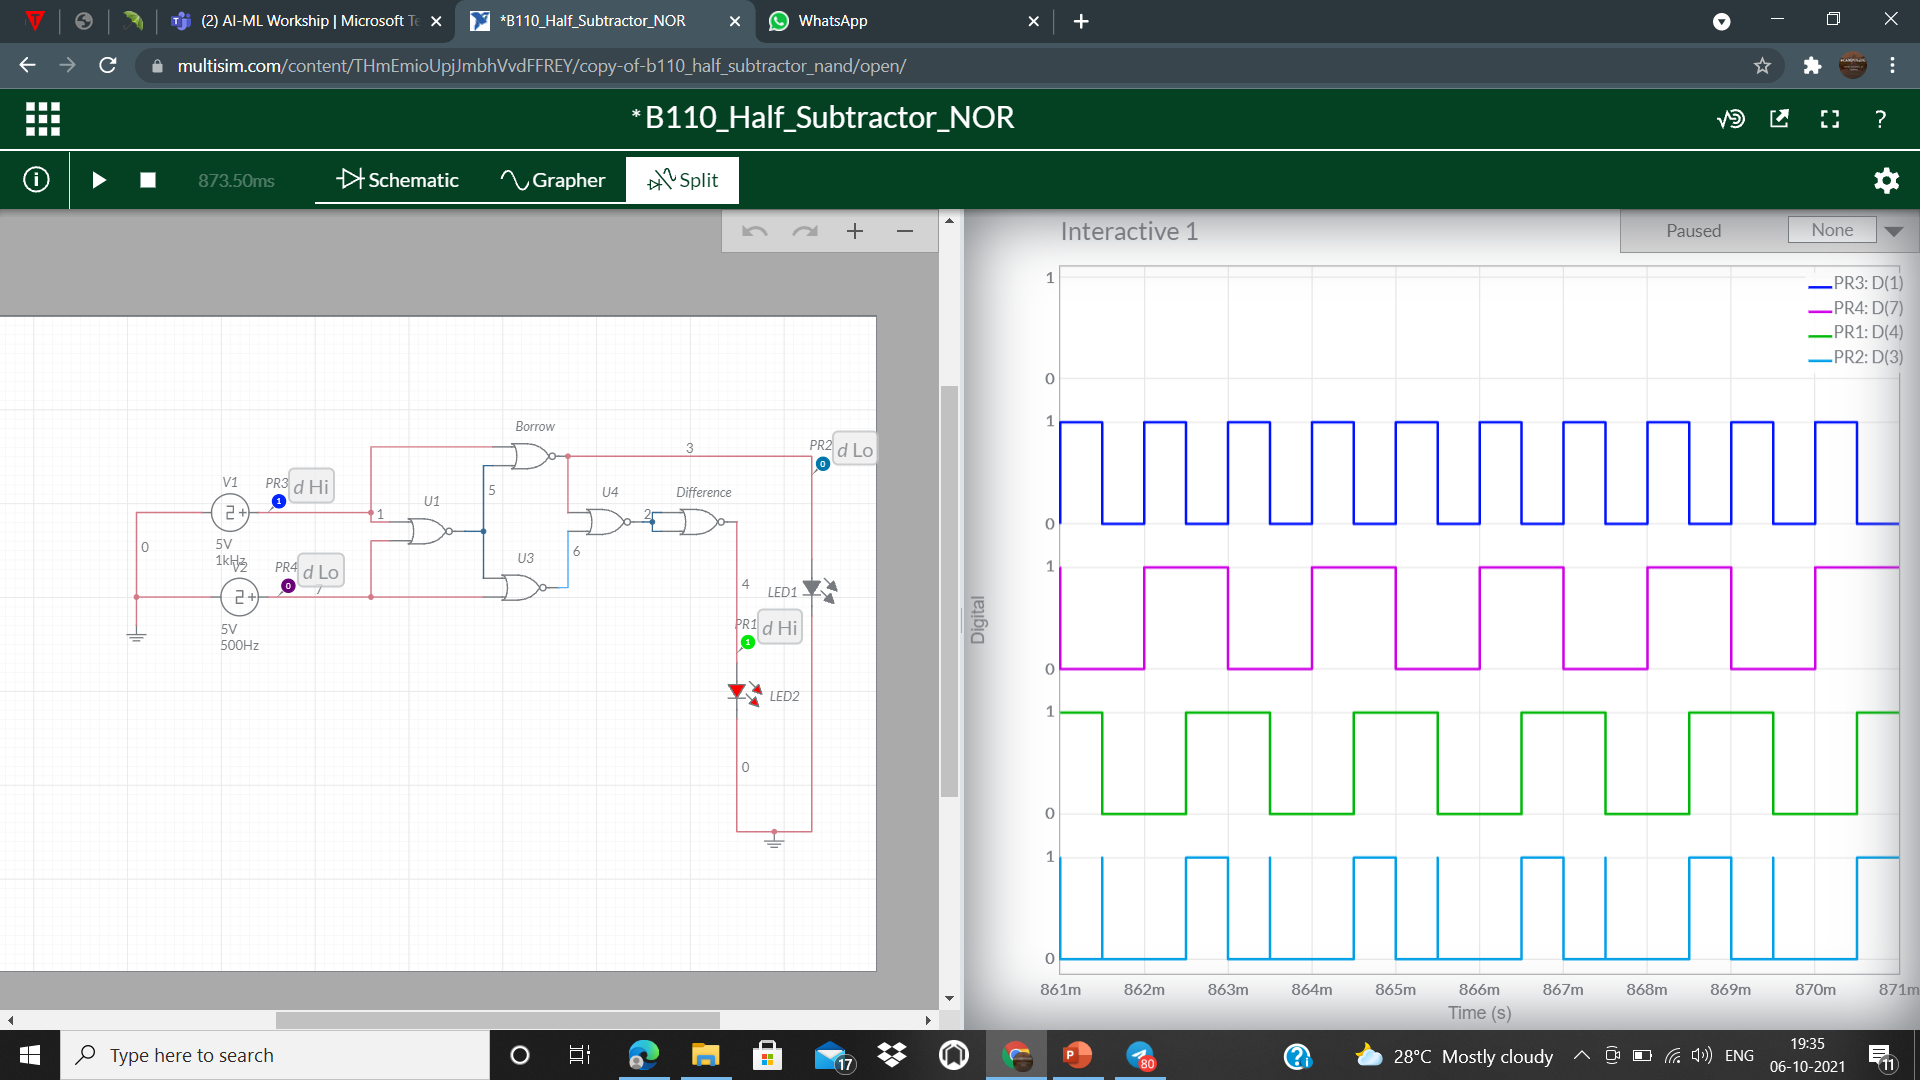 (2) AI-ML Workship | Microsoft Te
*B110_Half_Subtractor_NOR
WhatsApp
multisim.com/content/THmEmioUpjJmbhVvdFFREY/copy-of-b110_half_subtractor_nand/open/
*B110_Half_Subtractor_NOR
?
873.50ms
Schematic
Grapher
Split
Interactive 1
Paused
None
Borrow
3
PR2
d Lo
0
V1
PR3
d Hi
1
5
U4
Difference
U1
1
2
0
5V
1kHz
U3
6
V2
PR4
d Lo
0
7
4
LED1
5V
500Hz
PR1
d Hi
1
LED2
0
PR3: D(1)
PR4: D(7)
PR1: D(4)
PR2: D(3)
1
0
1
0
1
0
1
0
1
0
Digital
861m 862m 863m 864m 865m 866m 867m 868m 869m 870m 871m
Time (s)
Type here to search
17
P
80
28°C Mostly cloudy
ENG
19:35
06-10-2021
11